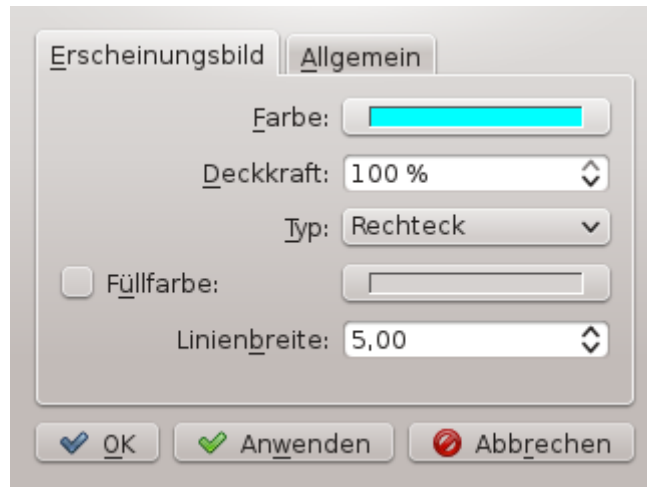 Erscheinungsbild Allgemein
Farbe:
Deckkraft: 100 %
Typ: Rechteck
Füllfarbe:
Linienbreite: 5,00
OK Anwenden Abbrechen